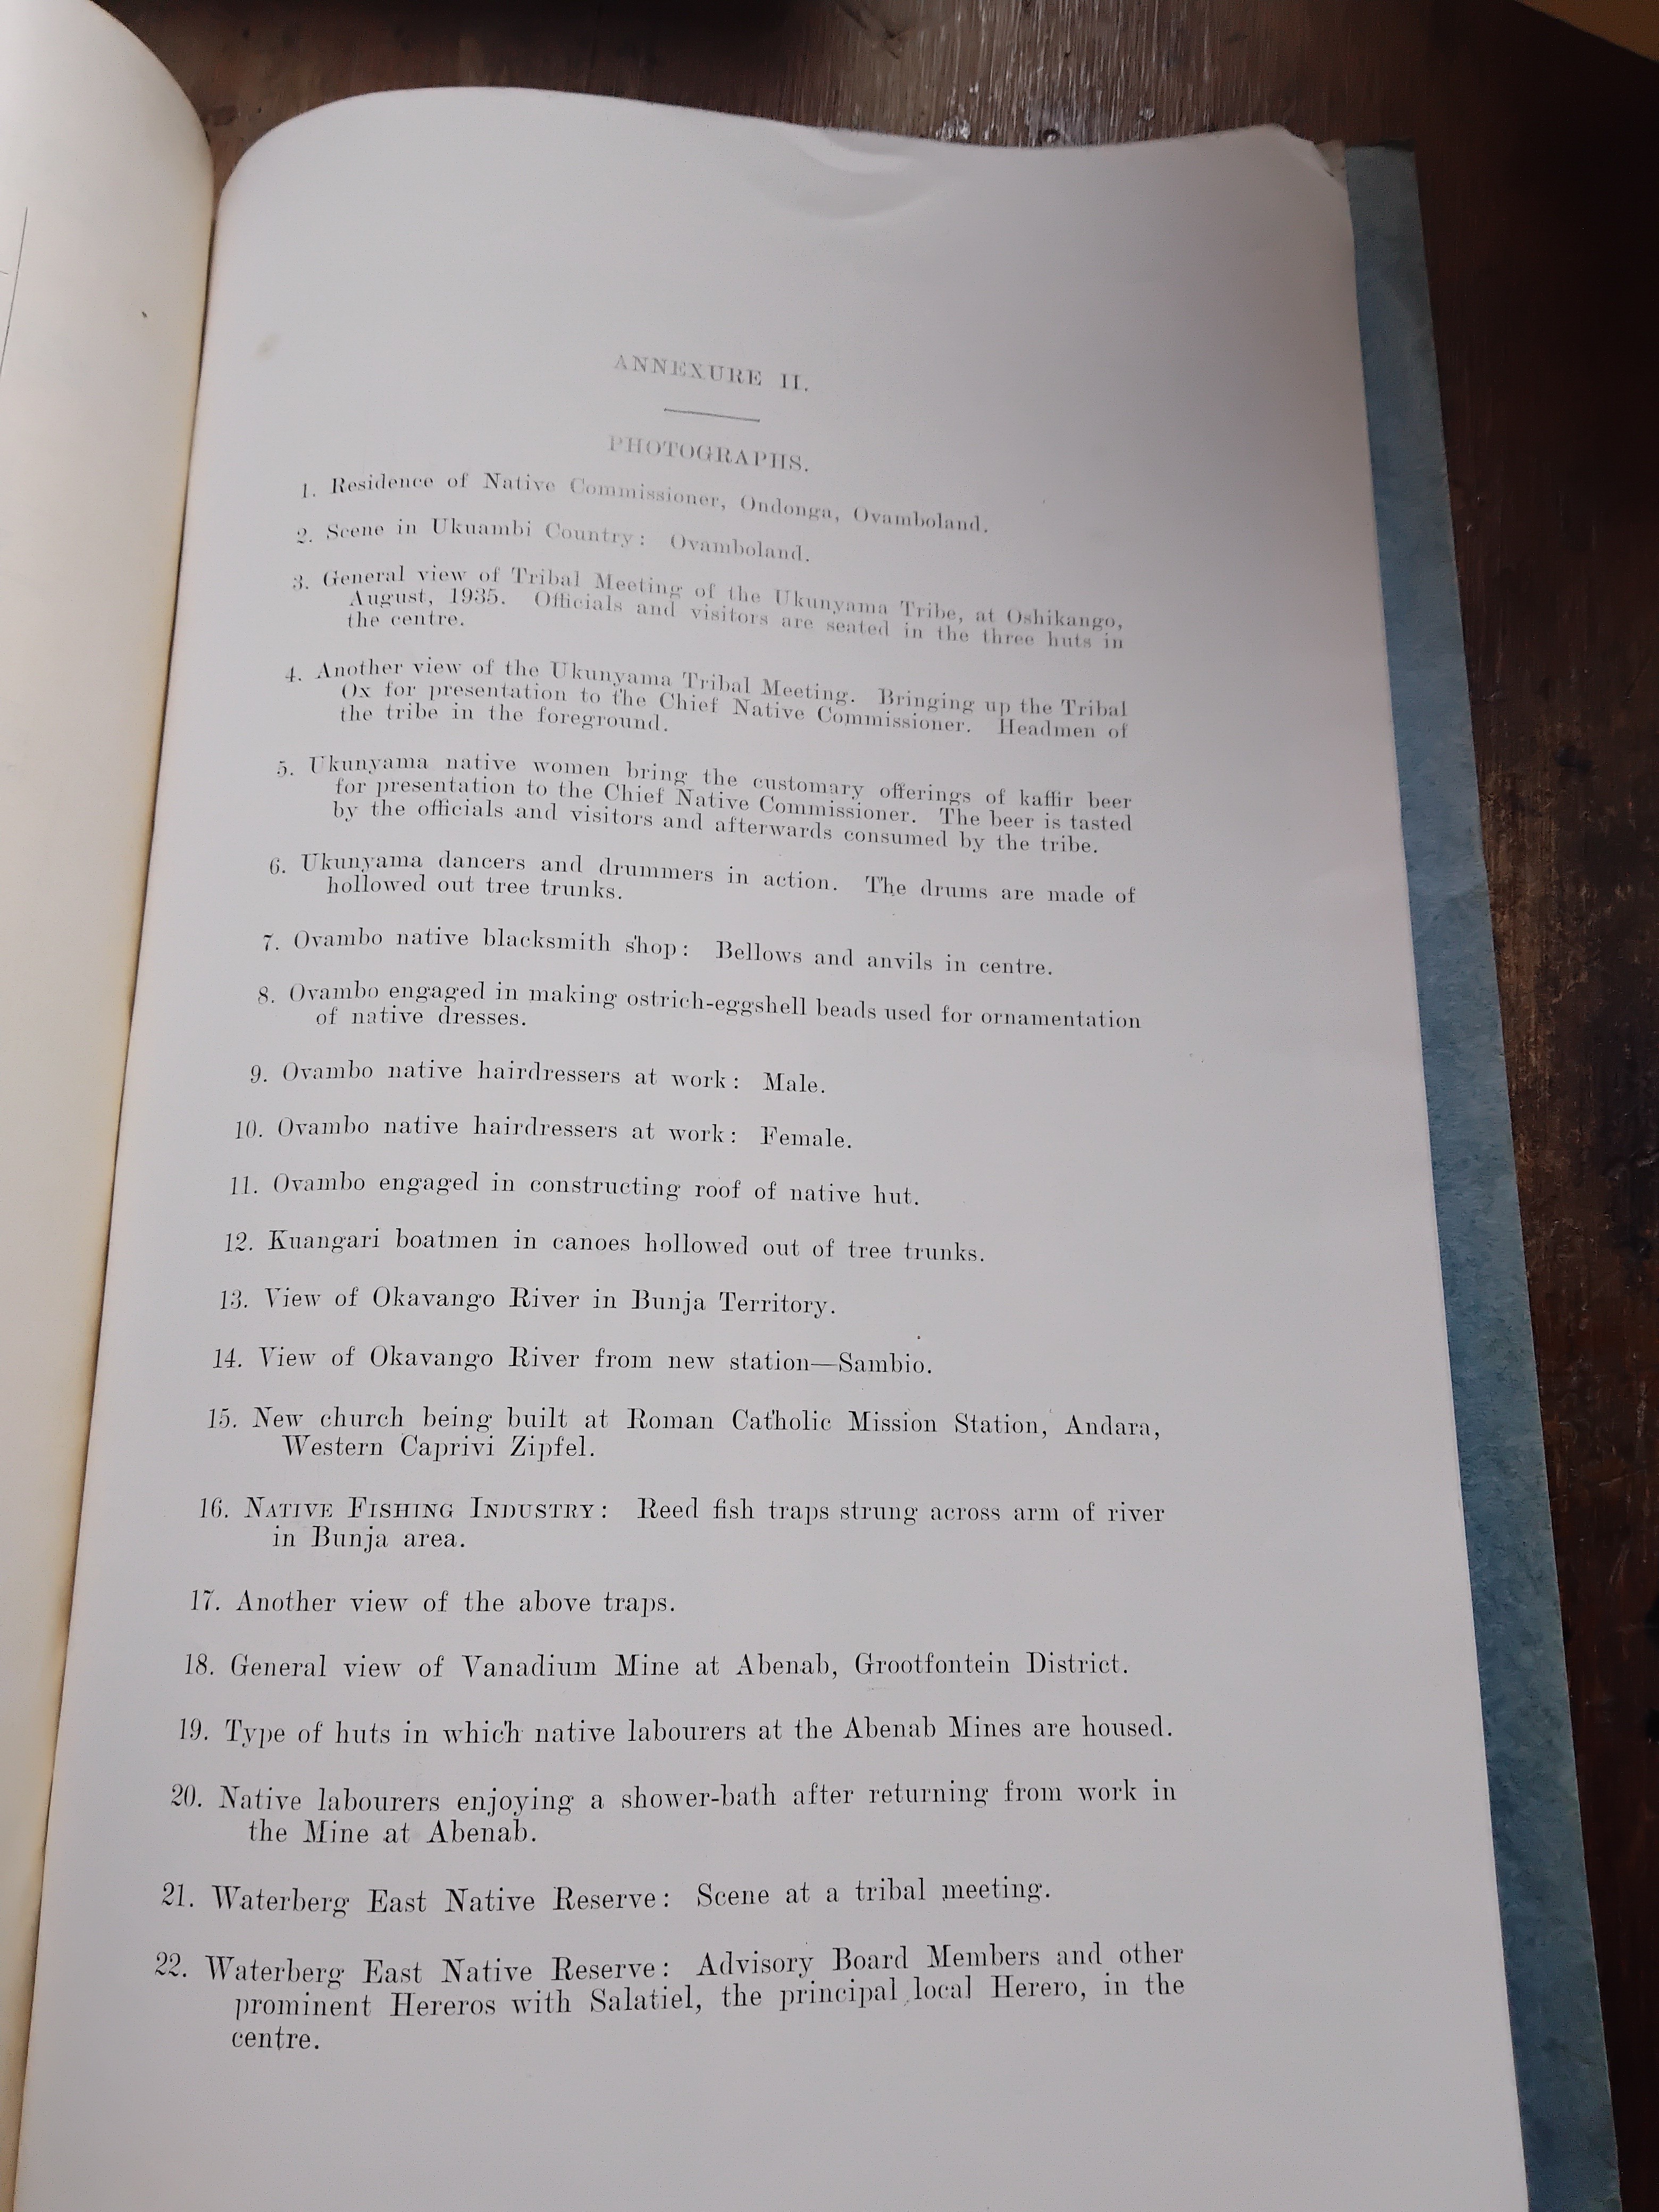 ANNEXURE II.
PHOTOGRAPHS.
1. Residence of Native Commissioner, Ondonga, Ovamboland.
2. Scene in Ukuambi Country: Ovamboland.
3. General view of Tribal Meeting of the Ukunyama Tribe, at Oshikango,
August, 1935. Officials and visitors are seated in the three huts in
the centre.
4. Another view of the Ukunyama Tribal Meeting. Bringing up the Tribal
Ox for presentation to the Chief Native Commissioner. Headmen of
the tribe in the foreground.
5. Ukunyama native women bring the customary offerings of kaffir beer
for presentation to the Chief Native Commissioner. The beer is tasted
by the officials and visitors and afterwards consumed by the tribe.
6. Ukunyama dancers and drummers in action. The drums are made of
hollowed out tree trunks.
7. Ovambo native blacksmith shop: Bellows and anvils in centre.
8. Ovambo engaged in making ostrich-eggshell beads used for ornamentation
of native dresses.
9. Ovambo native hairdressers at work: Male.
10. Ovambo native hairdressers at work: Female.
11. Ovambo engaged in constructing roof of native hut.
12. Kuangari boatmen in canoes hollowed out of tree trunks.
13. View of Okavango River in Bunja Territory.
14. View of Okavango River from new station—Sambio.
15. New church being built at Roman Catholic Mission Station, Andara,
Western Caprivi Zipfel.
16. NATIVE FISHING INDUSTRY: Reed fish traps strung across arm of river
in Bunja area.
17. Another view of the above traps.
18. General view of Vanadium Mine at Abenab, Grootfontein District.
19. Type of huts in which native labourers at the Abenab Mines are housed.
20. Native labourers enjoying a shower-bath after returning from work in
the Mine at Abenab.
21. Waterberg East Native Reserve: Scene at a tribal meeting.
22. Waterberg East Native Reserve: Advisory Board Members and other
prominent Hereros with Salatiel, the principal local Herero, in the
centre.